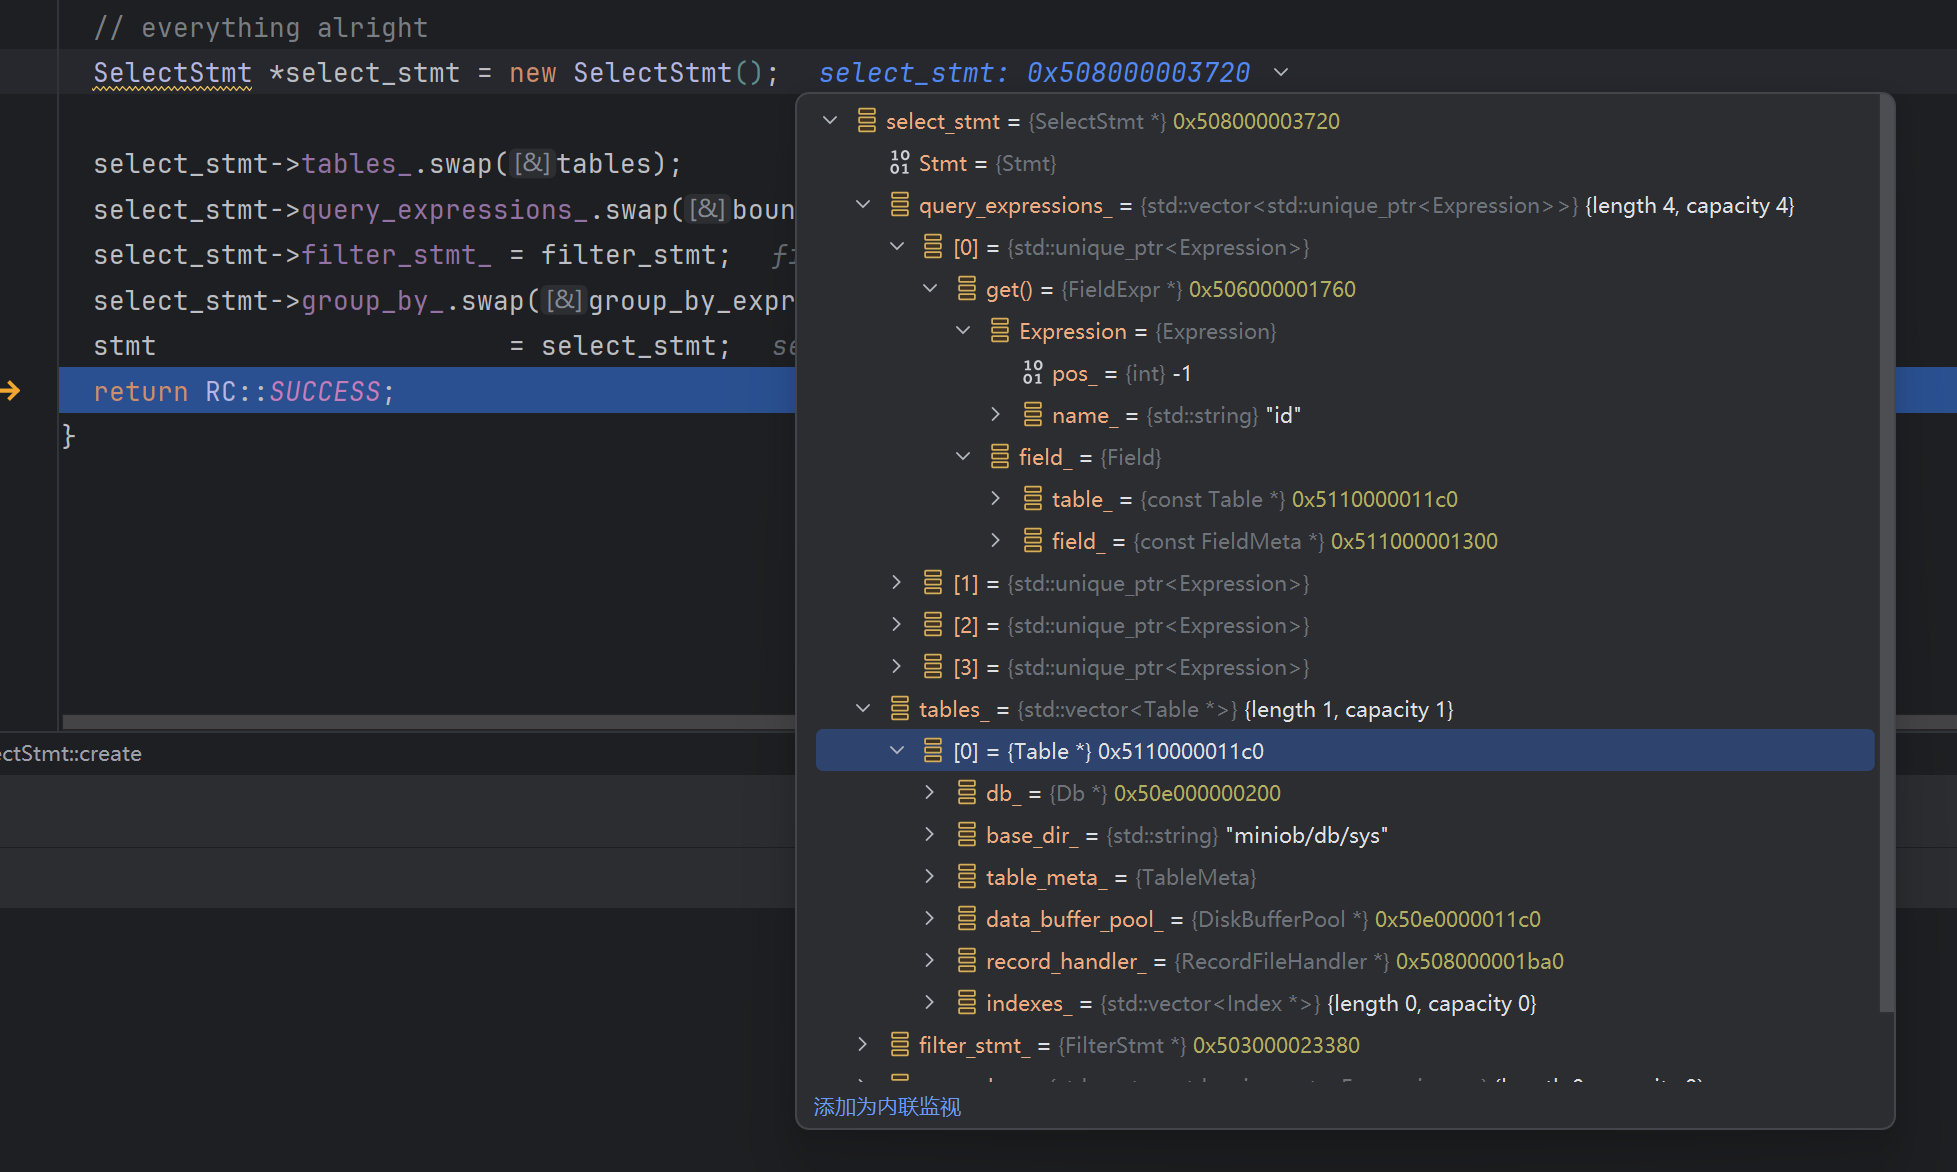 // everything alright
SelectStmt *select_stmt = new SelectStmt();   select_stmt: 0x508000003720
select_stmt->tables_.swap([&]tables);
select_stmt->query_expressions_.swap([&]boun
select_stmt->filter_stmt_ = filter_stmt;
select_stmt->group_by_.swap([&]group_by_expr
stmt                      = select_stmt;   se
return RC::SUCCESS;
}
ectStmt::create
select_stmt = {SelectStmt *} 0x508000003720
10
01 Stmt = {Stmt}
query_expressions_ = {std::vector<std::unique_ptr<Expression>>} {length 4, capacity 4}
[0] = {std::unique_ptr<Expression>}
get() = {FieldExpr *} 0x506000001760
Expression = {Expression}
10
01 pos_ = {int} -1
name_ = {std::string} "id"
field_ = {Field}
table_ = {const Table *} 0x5110000011c0
field_ = {const FieldMeta *} 0x511000001300
[1] = {std::unique_ptr<Expression>}
[2] = {std::unique_ptr<Expression>}
[3] = {std::unique_ptr<Expression>}
tables_ = {std::vector<Table *>} {length 1, capacity 1}
[0] = {Table *} 0x5110000011c0
db_ = {Db *} 0x50e000000200
base_dir_ = {std::string} "miniob/db/sys"
table_meta_ = {TableMeta}
data_buffer_pool_ = {DiskBufferPool *} 0x50e0000011c0
record_handler_ = {RecordFileHandler *} 0x508000001ba0
indexes_ = {std::vector<Index *>} {length 0, capacity 0}
filter_stmt_ = {FilterStmt *} 0x503000023380
添加为内联监视